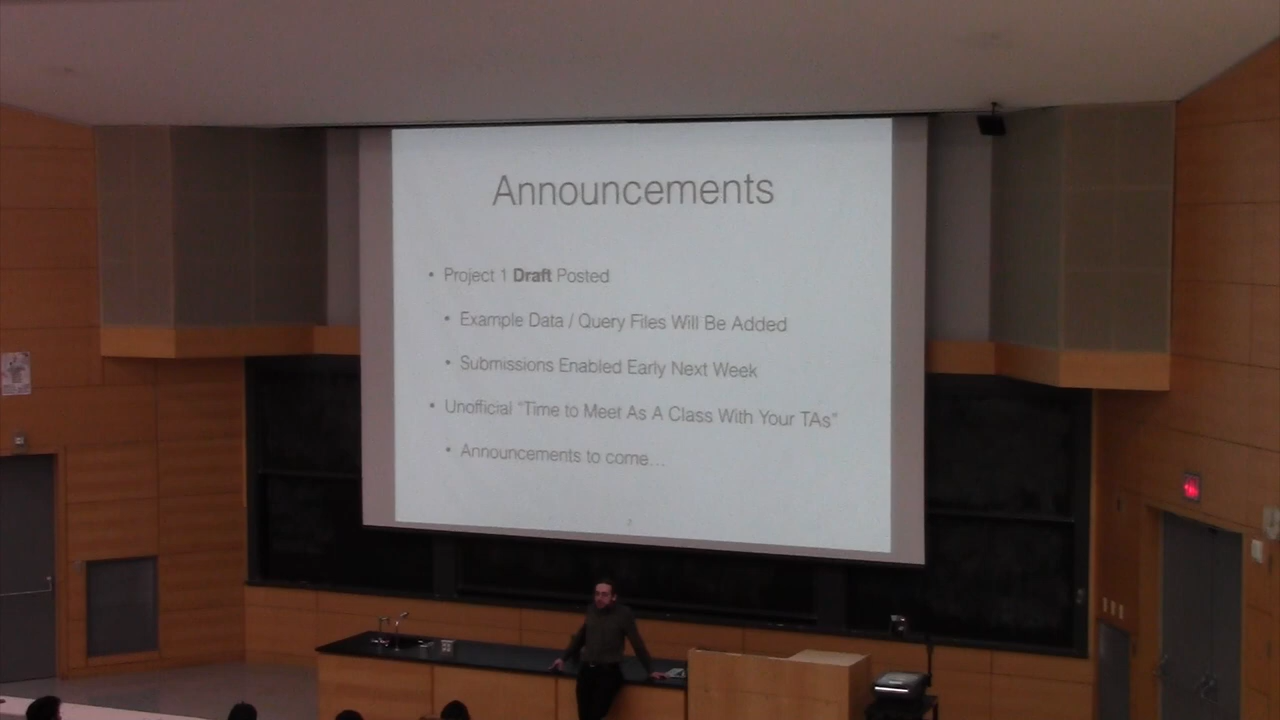 Announcements
• Project 1 Draft Posted
• Example Data / Query Files Will Be Added
• Submissions Enabled Early Next Week
• Unofficial "Time to Meet As A Class With Your TAs"
• Announcements to come...